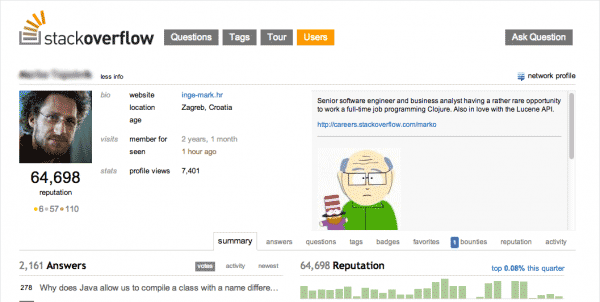 stackoverflow
Questions Tags Tour Users Ask Question
less info
network profile
bio website inge-mark.hr
location Zagreb, Croatia
age
visits member for 2 years, 1 month
seen 1 hour ago
stats profile views 7,401
64,698
reputation
6 57 110
Senior software engineer and business analyst having a rather rare opportunity
to work a full-time job programming Clojure. Also in love with the Lucene API.
http://careers.stackoverflow.com/marko
summary answers questions tags badges favorites 1 bounties reputation activity
2,161 Answers votes activity newest
278 Why does Java allow us to compile a class with a name differe...
64,698 Reputation top 0.08% this quarter